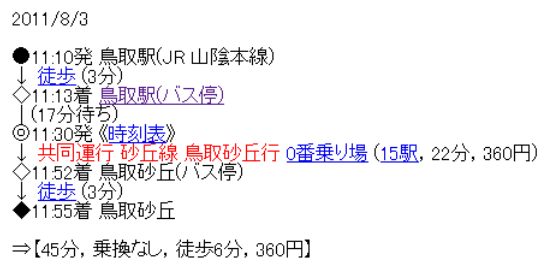 2011/8/3
●11:10発 鳥取駅(JR 山陰本線)
↓ 徒歩 (3分)
◇11:13着 鳥取駅(バス停)
│(17分待ち)
◎11:30発 《時刻表》
↓ 共同運行 砂丘線 鳥取砂丘行 0番乗り場 (15駅, 22分, 360円)
◇11:52着 鳥取砂丘(バス停)
↓ 徒歩 (3分)
◆11:55着 鳥取砂丘
⇒【45分, 乗換なし, 徒歩6分, 360円】